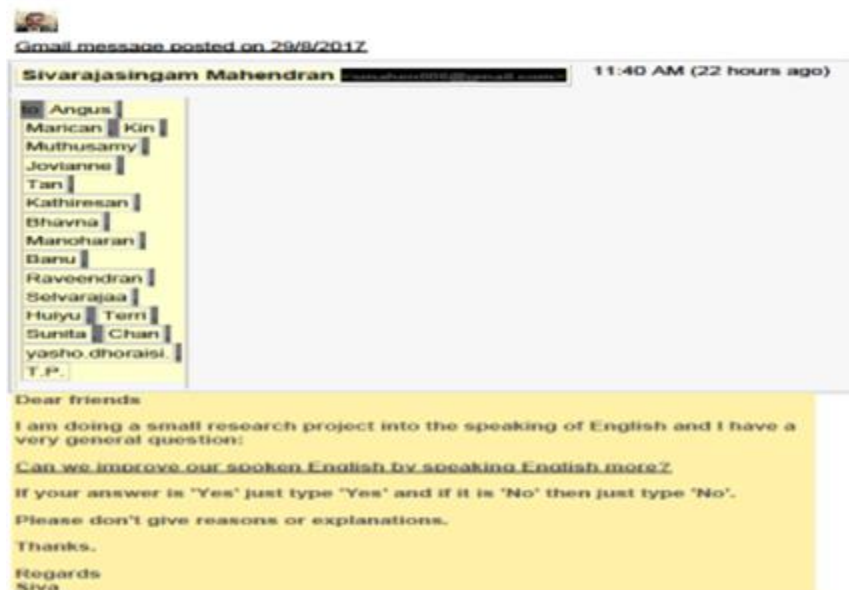 Gmail message posted on 29/8/2017
Sivarajasingam Mahendran 11:40 AM (22 hours ago)
to Angus
Marican Kin
Muthusamy
Jovianne
Tan
Kathiresan
Bhavna
Manoharan
Banu
Raveendran
Selvarajaa
Huiyu Terri
Sunita Chan
yasho.dhoraisi.
T.P.
Dear friends
I am doing a small research project into the speaking of English and I have a
very general question:
Can we improve our spoken English by speaking English more?
If your answer is 'Yes' just type 'Yes' and if it is 'No' then just type 'No'.
Please don't give reasons or explanations.
Thanks.
Regards
Siva